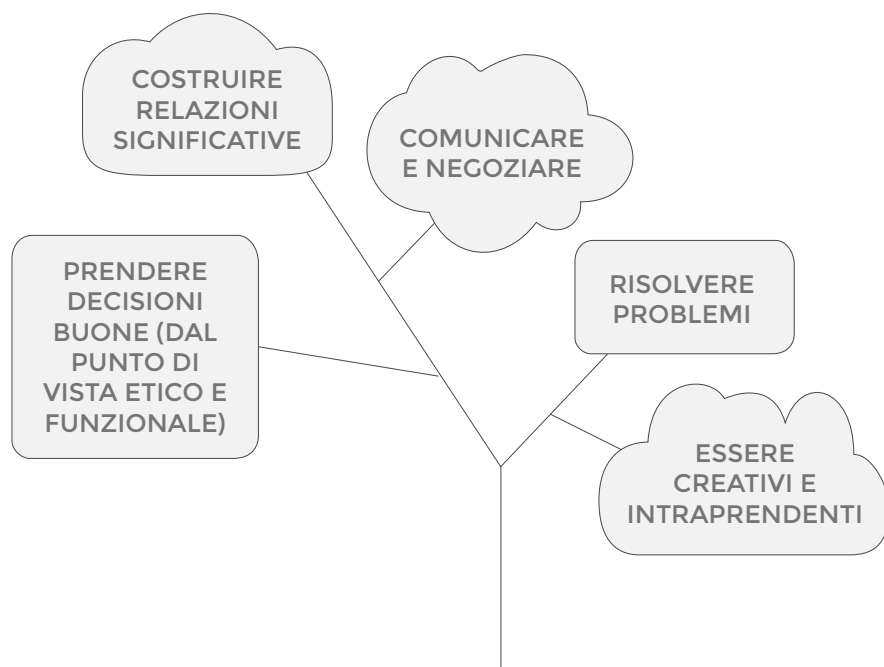 COSTRUIRE
RELAZIONI
SIGNIFICATIVE
COMUNICARE
E NEGOZIARE
PRENDERE
DECISIONI
BUONE (DAL
PUNTO DI
VISTA ETICO E
FUNZIONALE)
RISOLVERE
PROBLEMI
ESSERE
CREATIVI E
INTRAPRENDENTI